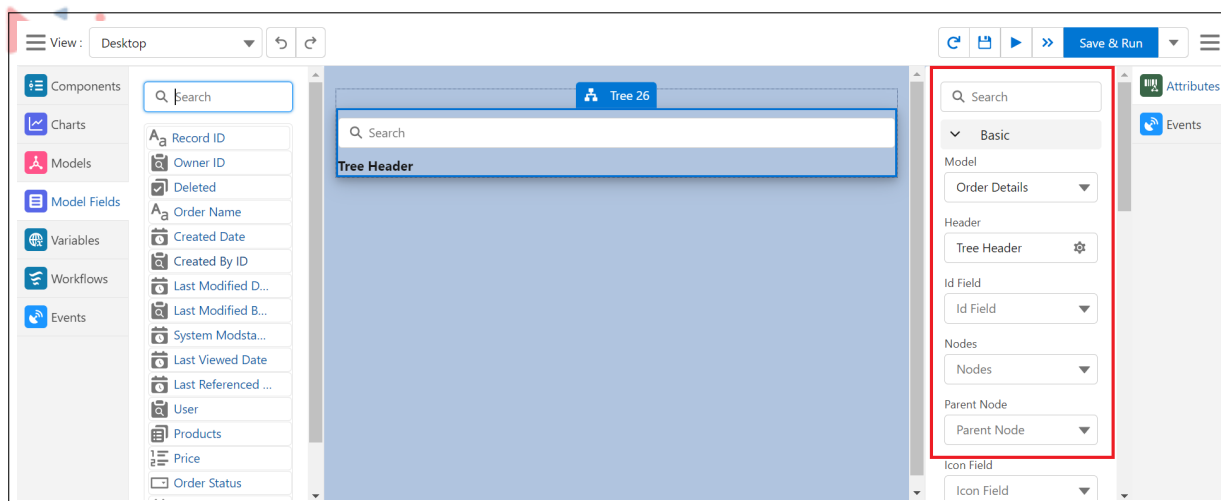 View :
Desktop
Save & Run
Components
Charts
Models
Model Fields
Variables
Workflows
Events
Search
Record ID
Owner ID
Deleted
Order Name
Created Date
Created By ID
Last Modified D...
Last Modified B...
System Modsta...
Last Viewed Date
Last Referenced ...
User
Products
Price
Order Status
Tree 26
Search
Tree Header
Search
Basic
Model
Order Details
Header
Tree Header
Id Field
Id Field
Nodes
Nodes
Parent Node
Parent Node
Icon Field
Icon Field
Attributes
Events